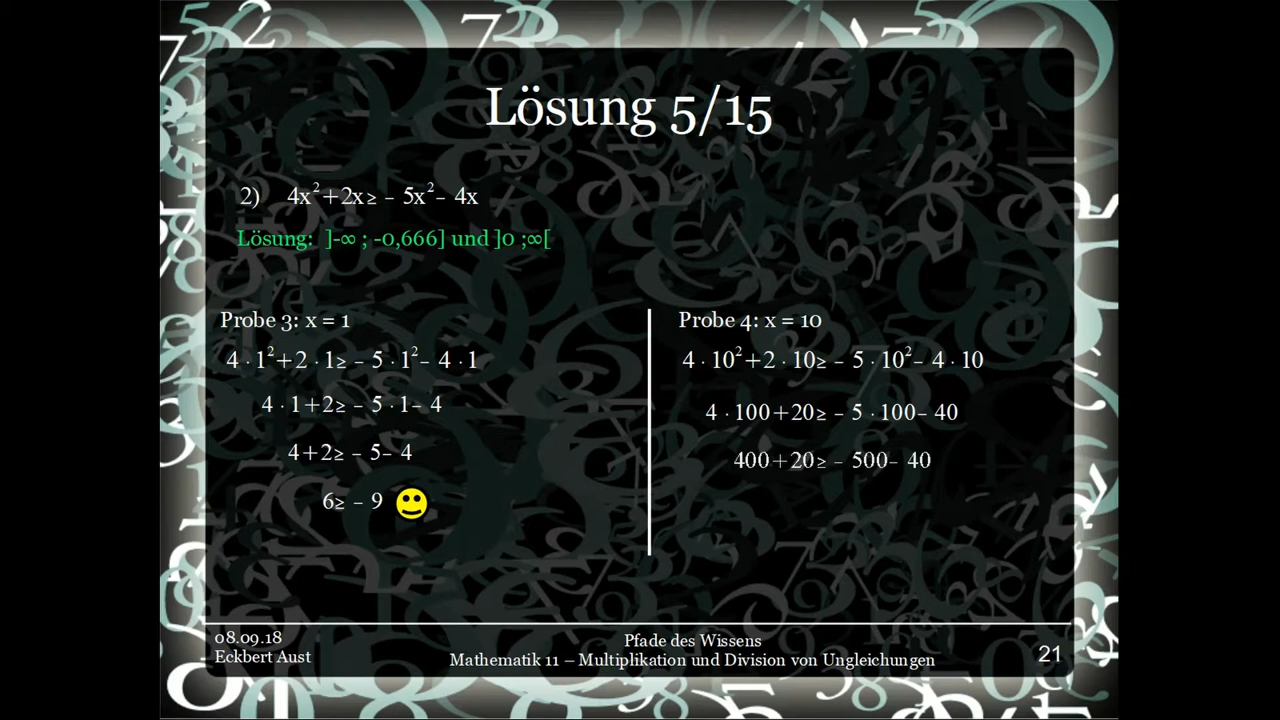 Lösung 5/15
2) 4x²+2x≥ – 5x²– 4x
Lösung: ]-∞ ; -0,666] und ]0 ;∞[
Probe 3: x = 1
4 · 1²+2 · 1≥ – 5 · 1²– 4 · 1
4 · 1+2≥ – 5 · 1– 4
4+2≥ – 5– 4
6≥ – 9
Probe 4: x = 10
4 · 10²+2 · 10≥ – 5 · 10²– 4 · 10
4 · 100+20≥ – 5 · 100– 40
400+20≥ – 500– 40
08.09.18
Eckbert Aust
Pfade des Wissens
Mathematik 11 – Multiplikation und Division von Ungleichungen
21